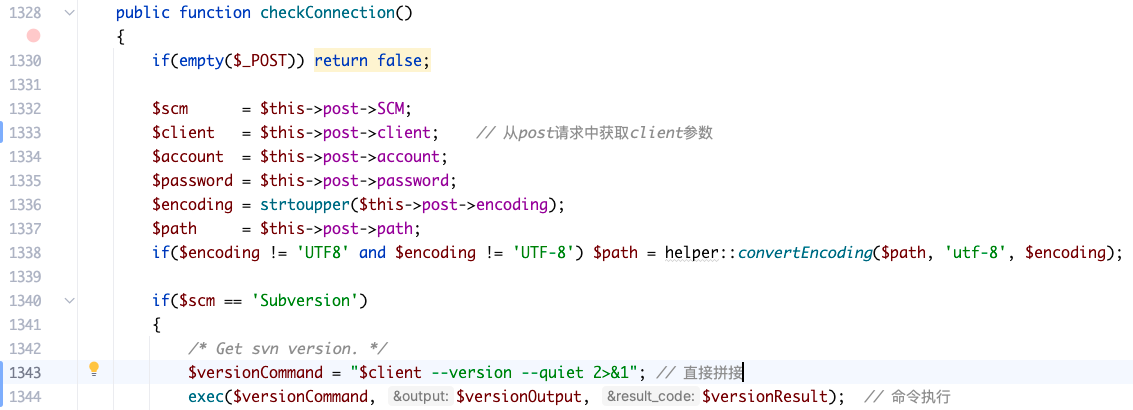 1328 public function checkConnection()
{
1330 if(empty($_POST)) return false;
1331
1332 $scm = $this->post->SCM;
1333 $client = $this->post->client; // 从post请求中获取client参数
1334 $account = $this->post->account;
1335 $password = $this->post->password;
1336 $encoding = strtoupper($this->post->encoding);
1337 $path = $this->post->path;
1338 if($encoding != 'UTF8' and $encoding != 'UTF-8') $path = helper::convertEncoding($path, 'utf-8', $encoding);
1339
1340 if($scm == 'Subversion')
1341 {
1342 /* Get svn version. */
1343 $versionCommand = "$client --version --quiet 2>&1"; // 直接拼接
1344 exec($versionCommand, &output: $versionOutput, &result_code: $versionResult); // 命令执行